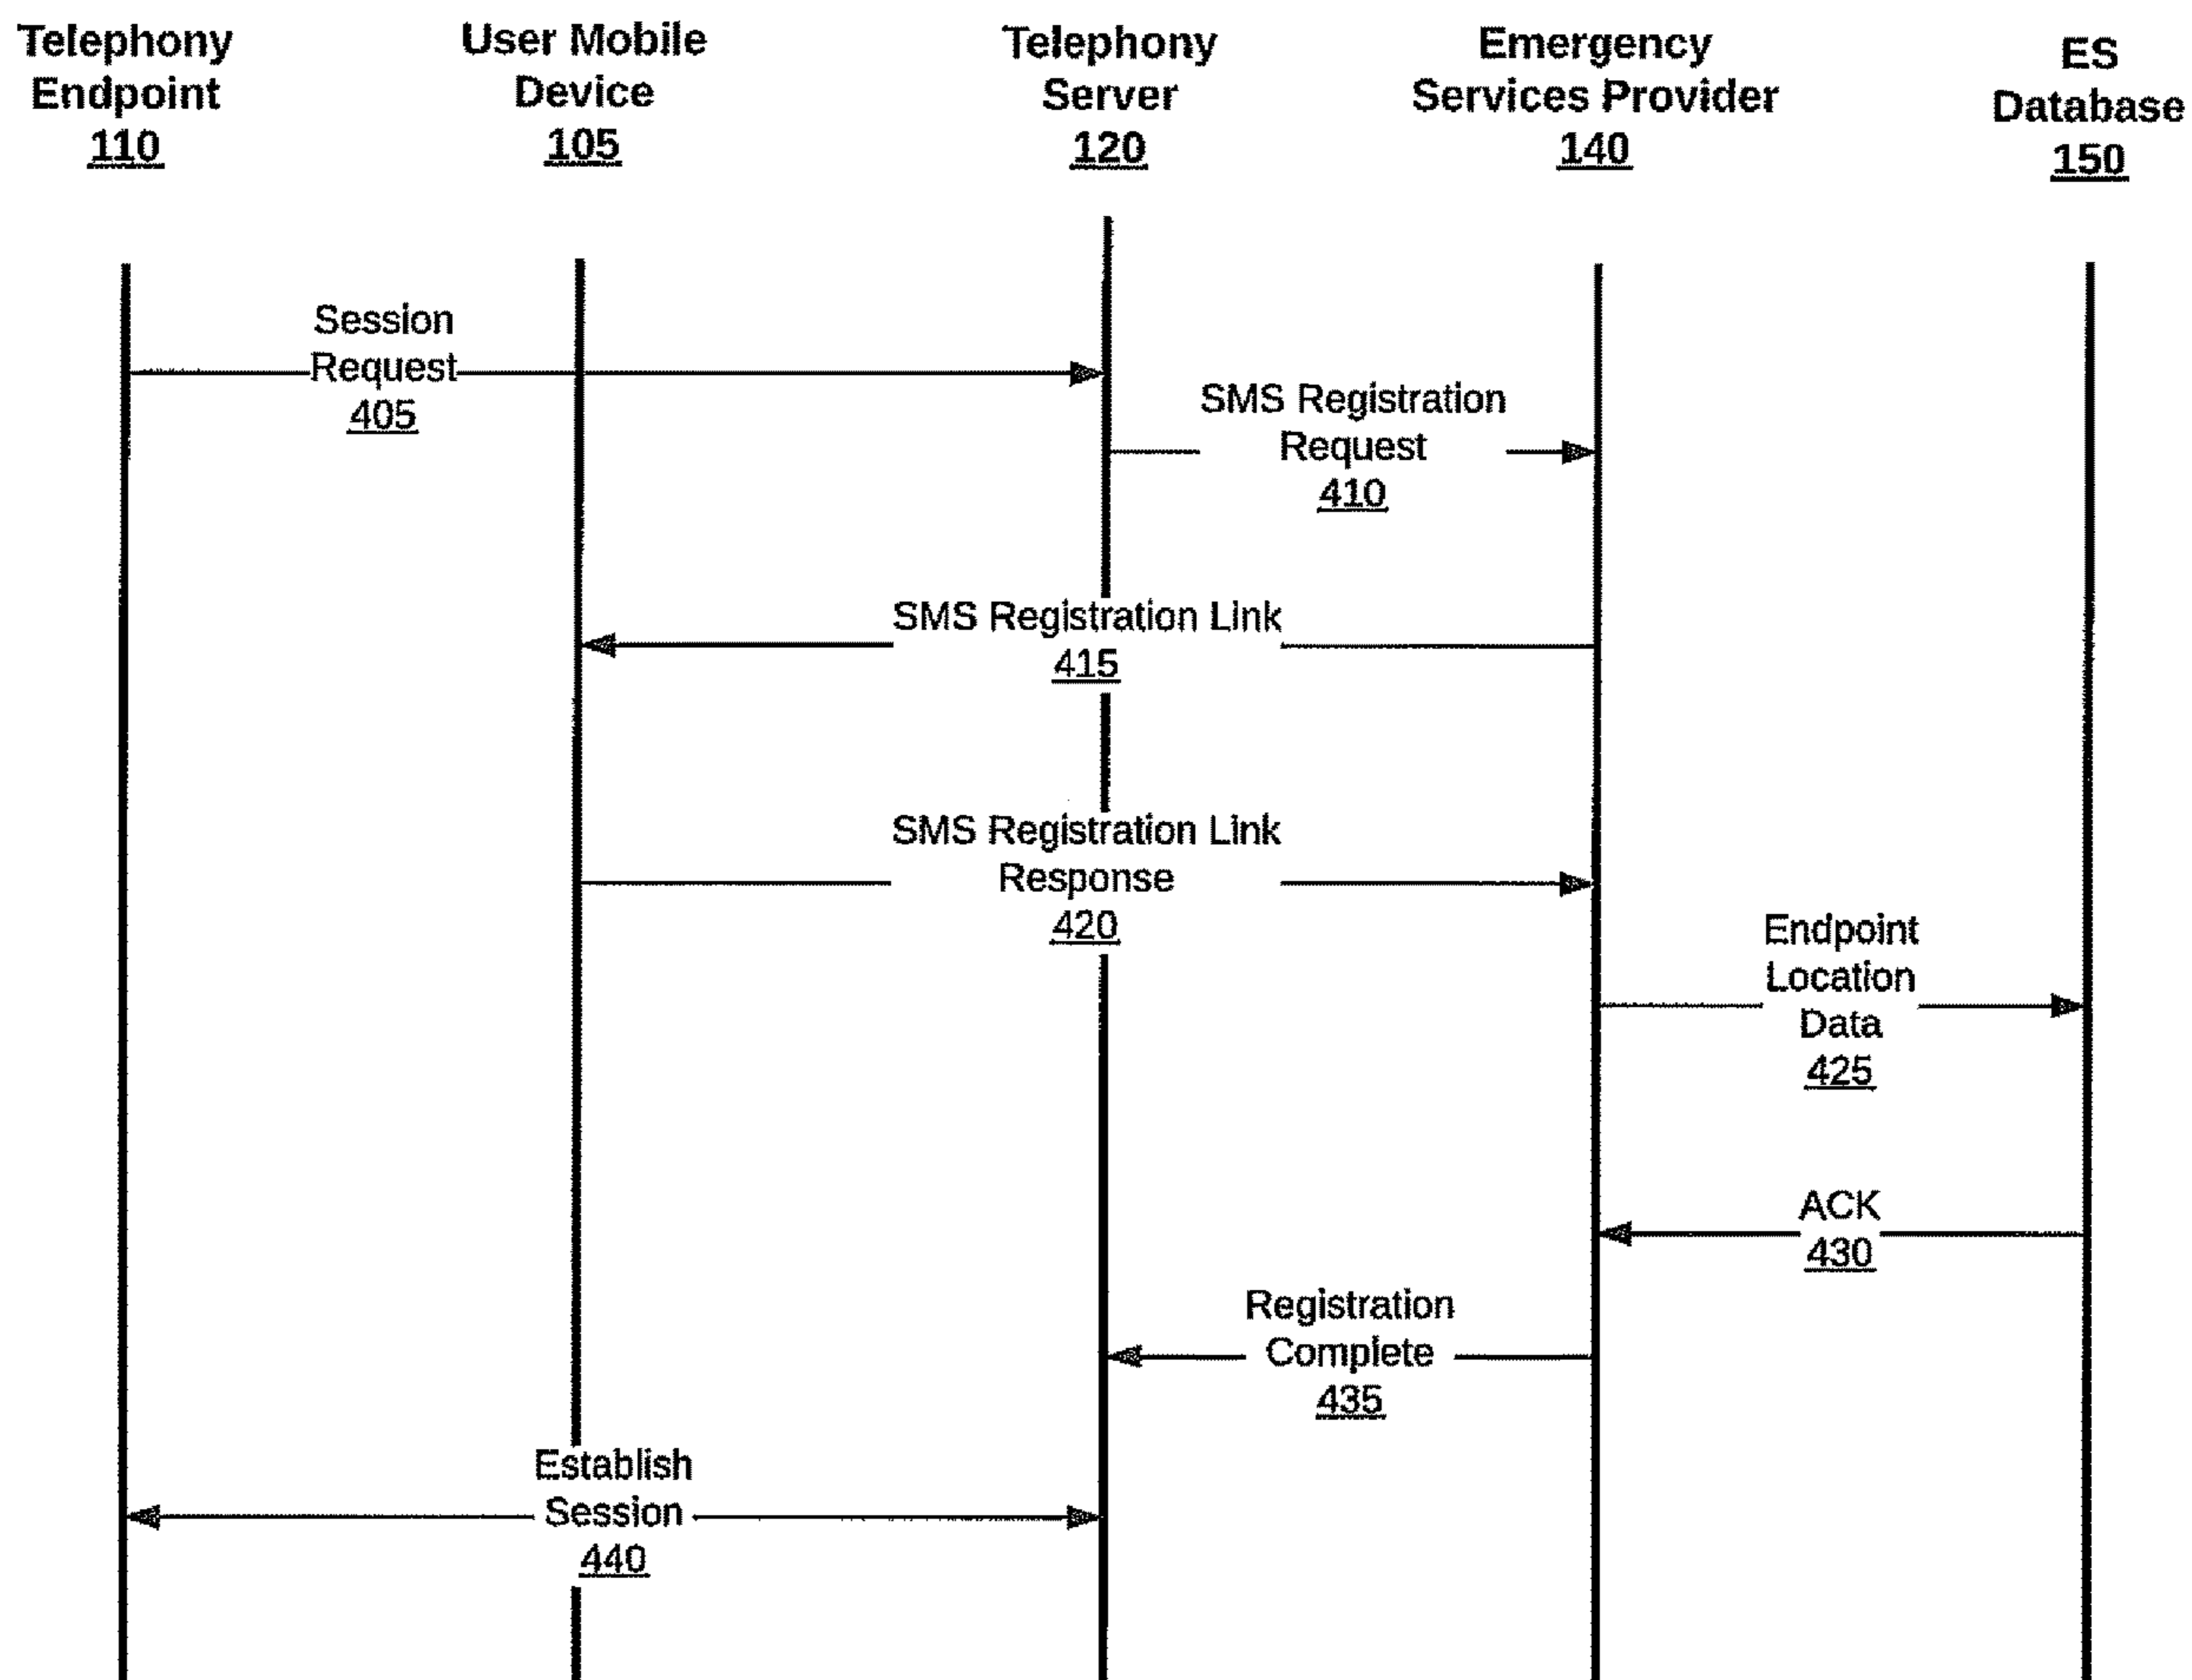 Telephony
Endpoint
110
User Mobile
Device
105
Telephony
Server
120
Emergency
Services Provider
140
ES
Database
150
Session
Request
405
SMS Registration
Request
410
SMS Registration Link
415
SMS Registration Link
Response
420
Endpoint
Location
Data
425
ACK
430
Registration
Complete
435
Establish
Session
440